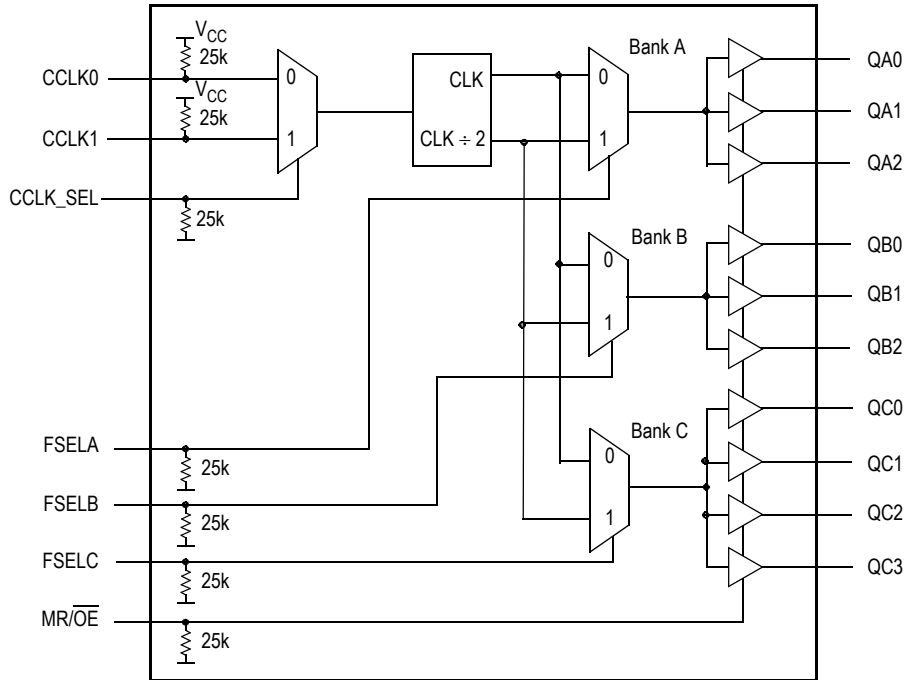 VCC
25k
CCLK0
0
CLK
0
Bank A
QA0
VCC
25k
QA1
CCLK1
1
CLK ÷ 2
1
QA2
CCLK_SEL
25k
Bank B
QB0
0
QB1
1
QB2
QC0
FSELA
25k
Bank C
0
QC1
FSELB
25k
1
QC2
FSELC
25k
QC3
MR/O̅E̅
25k